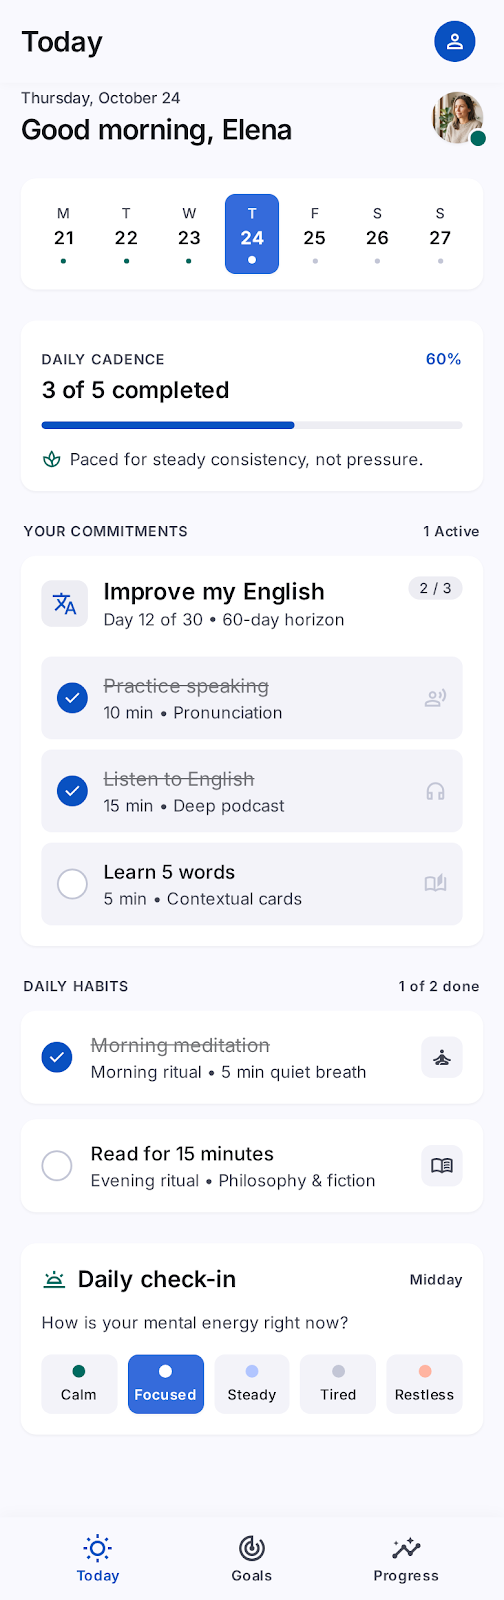 Today
Thursday, October 24
Good morning, Elena
M T W T F S S
21 22 23 24 25 26 27
DAILY CADENCE 60%
3 of 5 completed
Paced for steady consistency, not pressure.
YOUR COMMITMENTS 1 Active
Improve my English 2 / 3
Day 12 of 30 • 60-day horizon
Practice speaking
10 min • Pronunciation
Listen to English
15 min • Deep podcast
Learn 5 words
5 min • Contextual cards
DAILY HABITS 1 of 2 done
Morning meditation
Morning ritual • 5 min quiet breath
Read for 15 minutes
Evening ritual • Philosophy & fiction
Daily check-in Midday
How is your mental energy right now?
Calm Focused Steady Tired Restless
Today Goals Progress